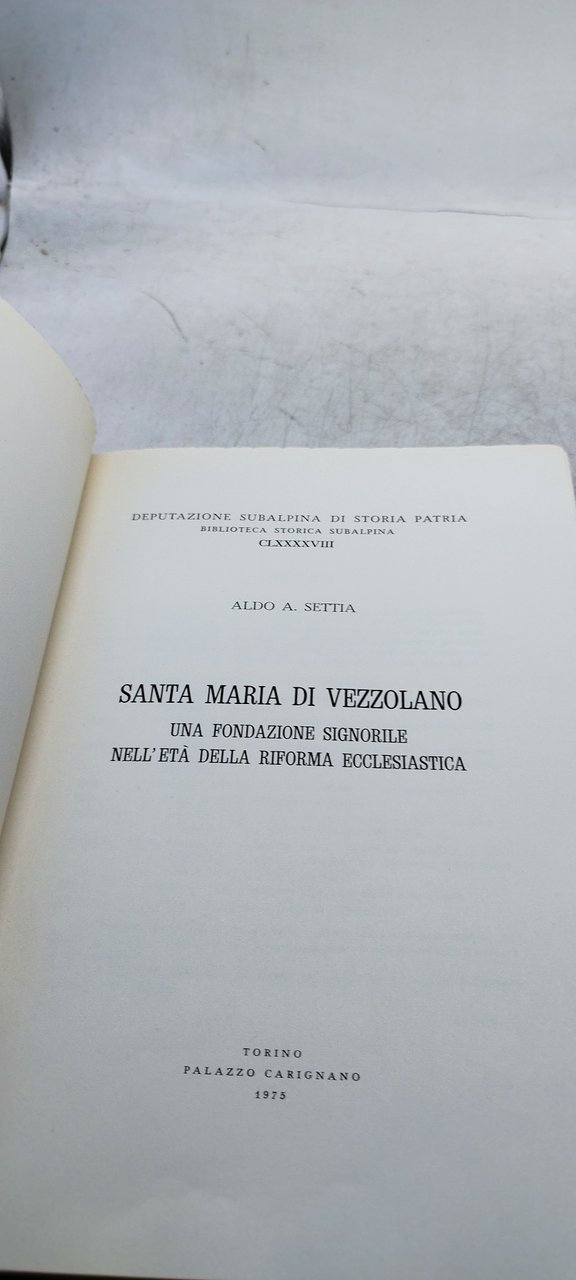 DEPUTAZIONE SUBALPINA DI STORIA PATRIA
BIBLIOTECA STORICA SUBALPINA
CLXXXXVIII
ALDO A. SETTIA
SANTA MARIA DI VEZZOLANO
UNA FONDAZIONE SIGNORILE
NELL'ETÀ DELLA RIFORMA ECCLESIASTICA
TORINO
PALAZZO CARIGNANO
1975